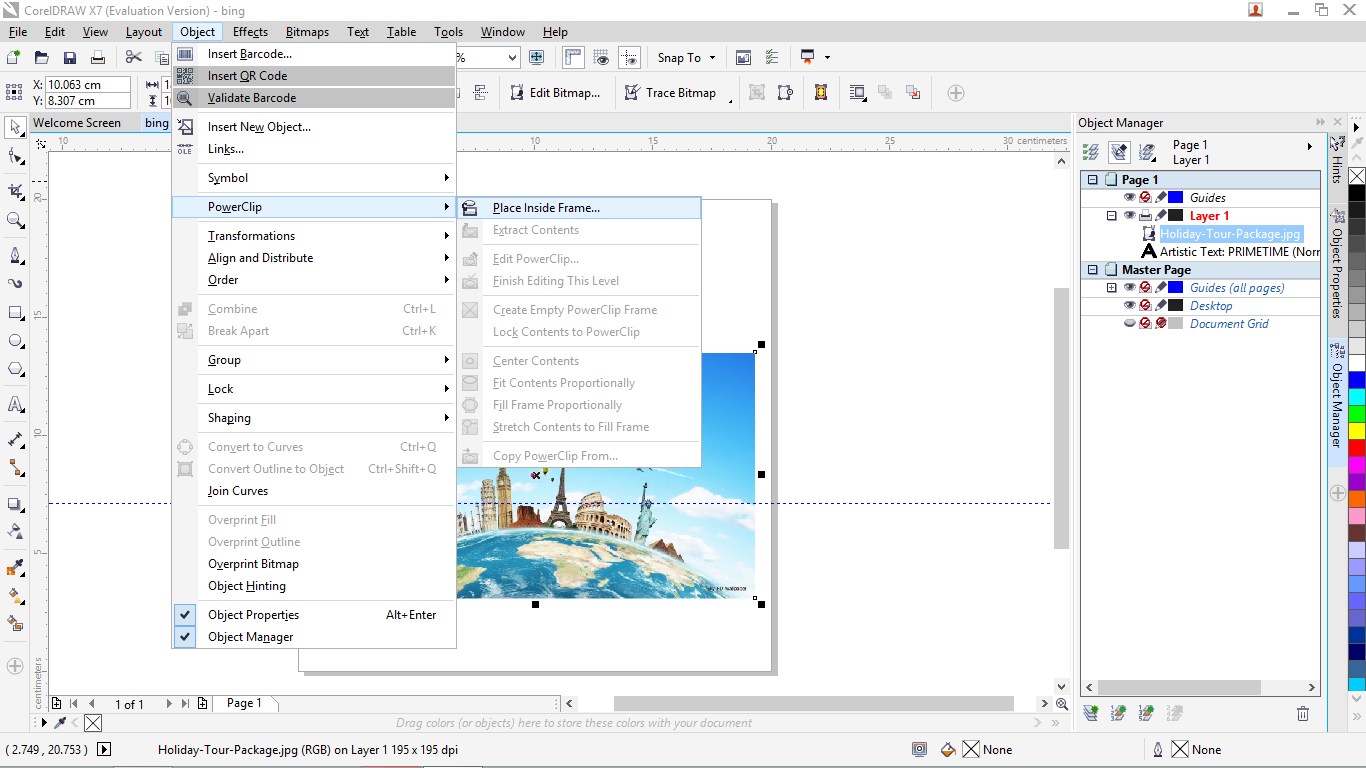 CorelDRAW X7 (Evaluation Version) - bing
File Edit View Layout Object Effects Bitmaps Text Table Tools Window Help
% Snap To
X: 10.063 cm
Y: 8.307 cm
Edit Bitmap... Trace Bitmap
Welcome Screen bing
10 10 15 20 30 centimeters
Insert Barcode...
Insert QR Code
Validate Barcode
Insert New Object...
OLE Links...
Symbol
PowerClip
Transformations
Align and Distribute
Order
Combine Ctrl+L
Break Apart Ctrl+K
Group
Lock
Shaping
Convert to Curves Ctrl+Q
Convert Outline to Object Ctrl+Shift+Q
Join Curves
Overprint Fill
Overprint Outline
Overprint Bitmap
Object Hinting
Object Properties Alt+Enter
Object Manager
Place Inside Frame...
Extract Contents
Edit PowerClip...
Finish Editing This Level
Create Empty PowerClip Frame
Lock Contents to PowerClip
Center Contents
Fit Contents Proportionally
Fill Frame Proportionally
Stretch Contents to Fill Frame
Copy PowerClip From...
20
15
10
5
centimeters
Object Manager
Page 1
Layer 1
Page 1
Guides
Layer 1
Holiday-Tour-Package.jpg
Artistic Text: PRIMETIME (Norr
Master Page
Guides (all pages)
Desktop
Document Grid
Hints
Object Properties
Object Manager
1 of 1 Page 1
Drag colors (or objects) here to store these colors with your document
( 2.749 , 20.753 ) Holiday-Tour-Package.jpg (RGB) on Layer 1 195 x 195 dpi None None